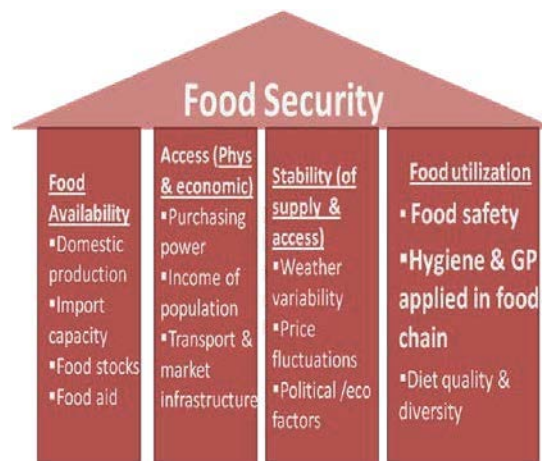 Food Security
Food
Availability
▪Domestic
production
▪Import
capacity
▪Food stocks
▪Food aid
Access (Phys
& economic)
▪Purchasing
power
▪Income of
population
▪Transport &
market
infrastructure
Stability (of
supply &
access)
▪Weather
variability
▪Price
fluctuations
▪Political /eco
factors
Food utilization
▪Food safety
▪Hygiene & GP
applied in food
chain
▪Diet quality &
diversity